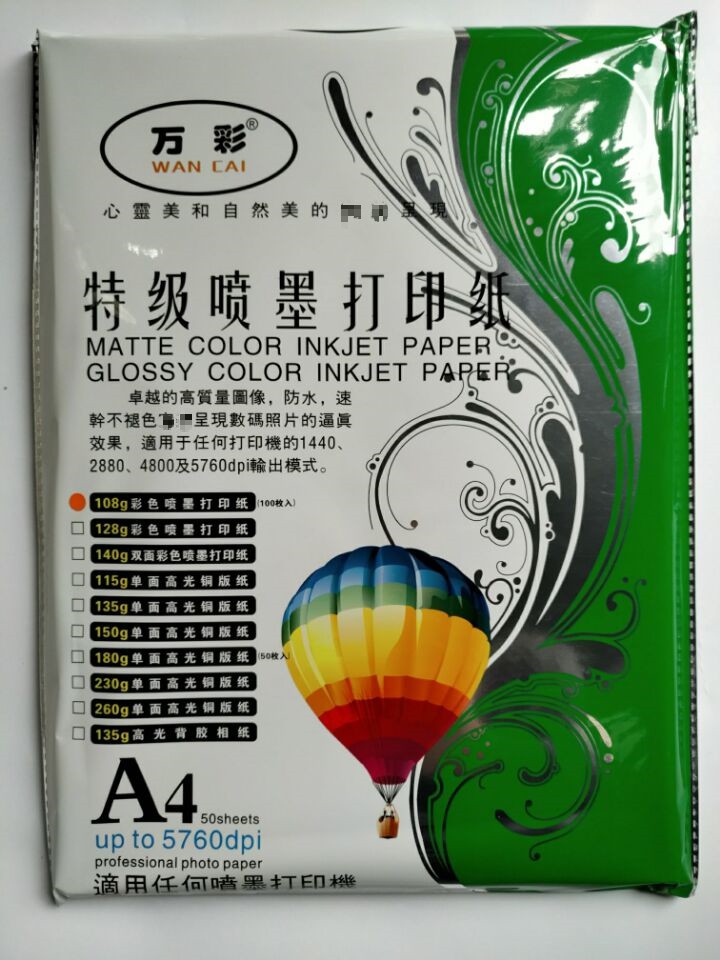 万彩®
WAN CAI
心靈美和自然美的 呈現
特级喷墨打印纸
MATTE COLOR INKJET PAPER
GLOSSY COLOR INKJET PAPER
卓越的高質量圖像，防水，速
幹不褪色 呈現數碼照片的逼眞
效果，適用于任何打印機的1440、
2880、4800及5760dpi輸出模式。
108g彩色喷墨打印纸(100枚入)
128g彩色喷墨打印纸
140g双面彩色喷墨打印纸
115g单面高光铜版纸
135g单面高光铜版纸
150g单面高光铜版纸
180g单面高光铜版纸(50枚入)
230g单面高光铜版纸
260g单面高光铜版纸
135g高光背胶相纸
A4 50sheets
up to 5760dpi
professional photo paper
適用任何噴墨打印機